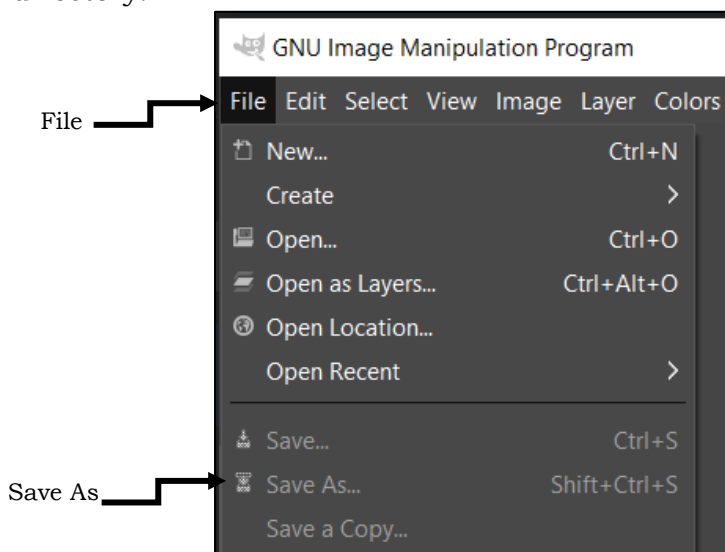 GNU Image Manipulation Program
File
File Edit Select View Image Layer Colors
New... Ctrl+N
Create >
Open... Ctrl+O
Open as Layers... Ctrl+Alt+O
Open Location...
Open Recent >
Save... Ctrl+S
Save As
Save As... Shift+Ctrl+S
Save a Copy...